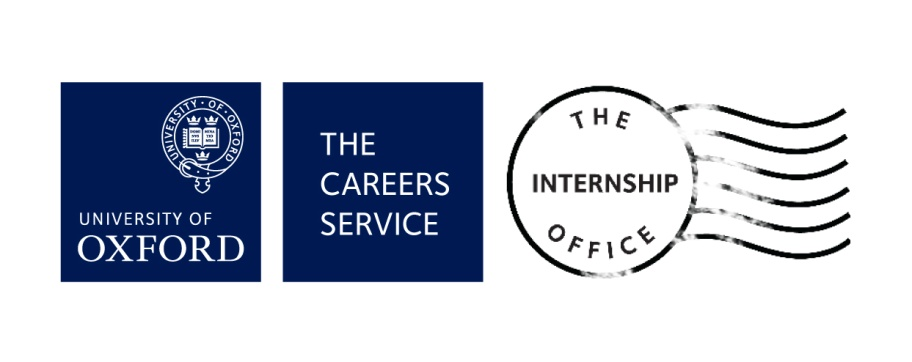 UNIVERSITY OF OXFORD
UNIVERSITY OF
OXFORD
THE
CAREERS
SERVICE
THE
INTERNSHIP
OFFICE